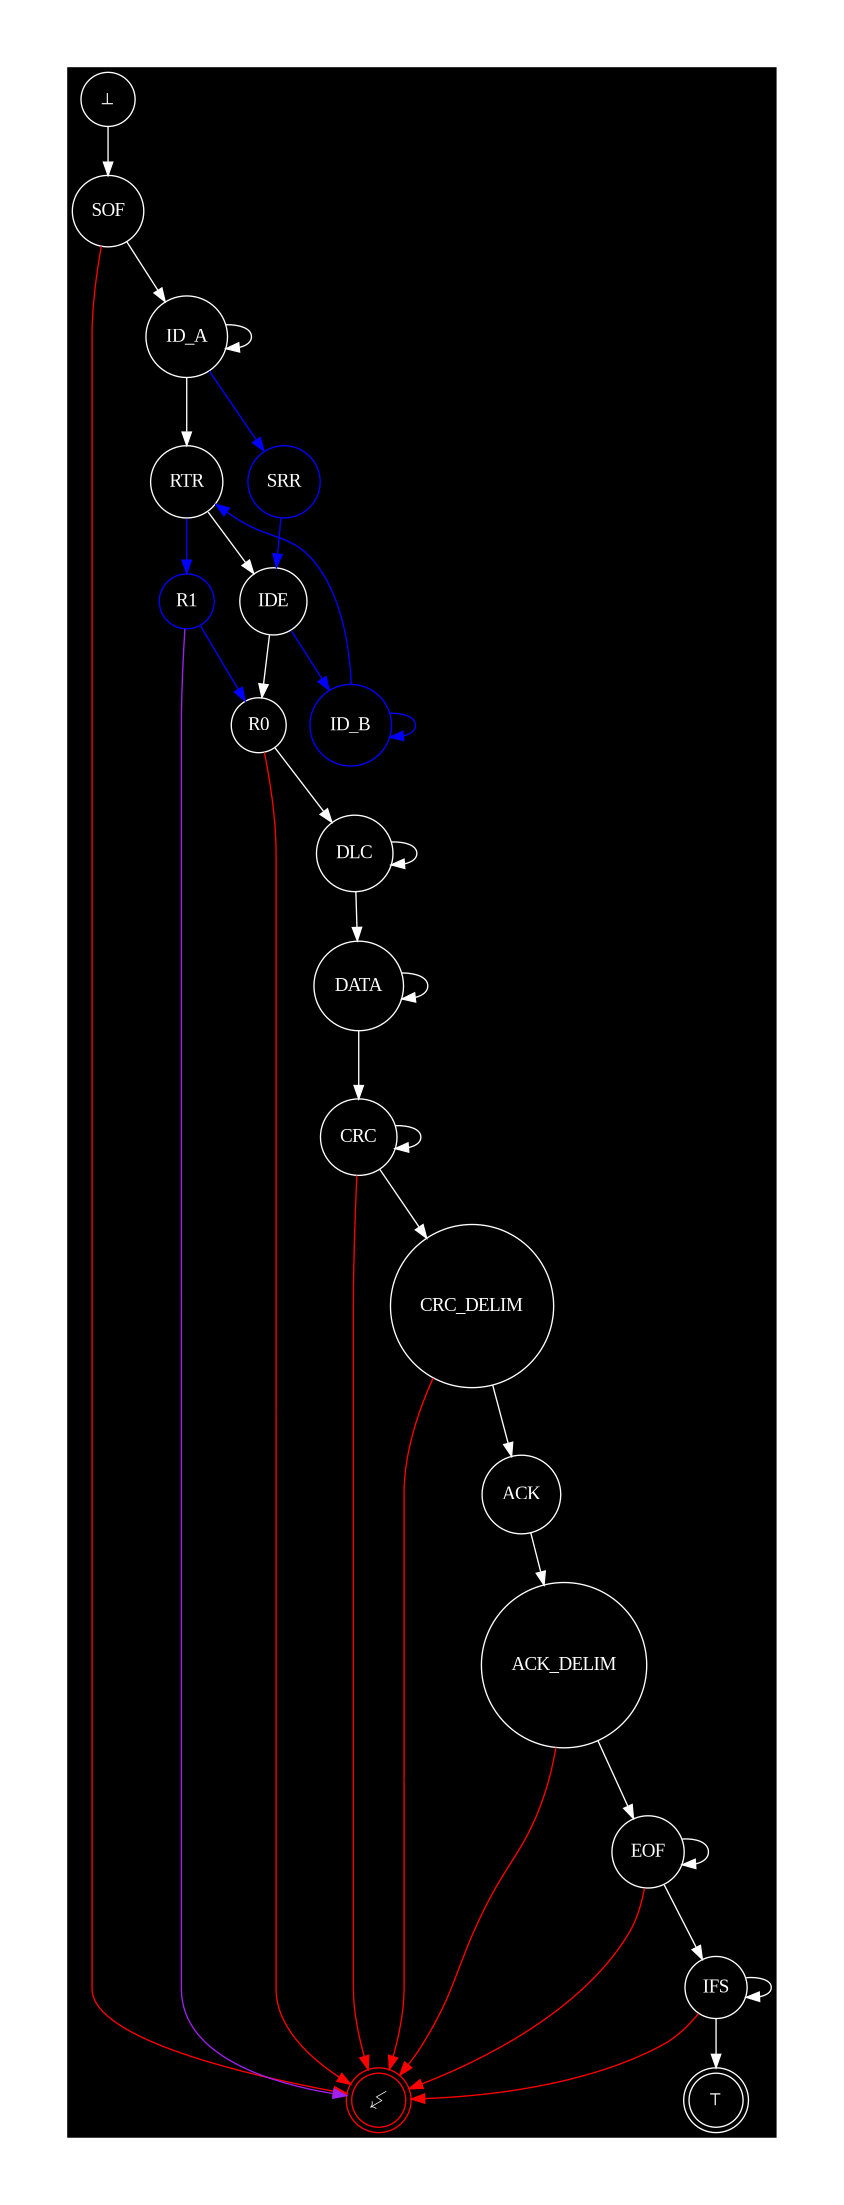 ⊥
SOF
ID_A
RTR
SRR
R1
IDE
R0
ID_B
DLC
DATA
CRC
CRC_DELIM
ACK
ACK_DELIM
EOF
IFS
⊤